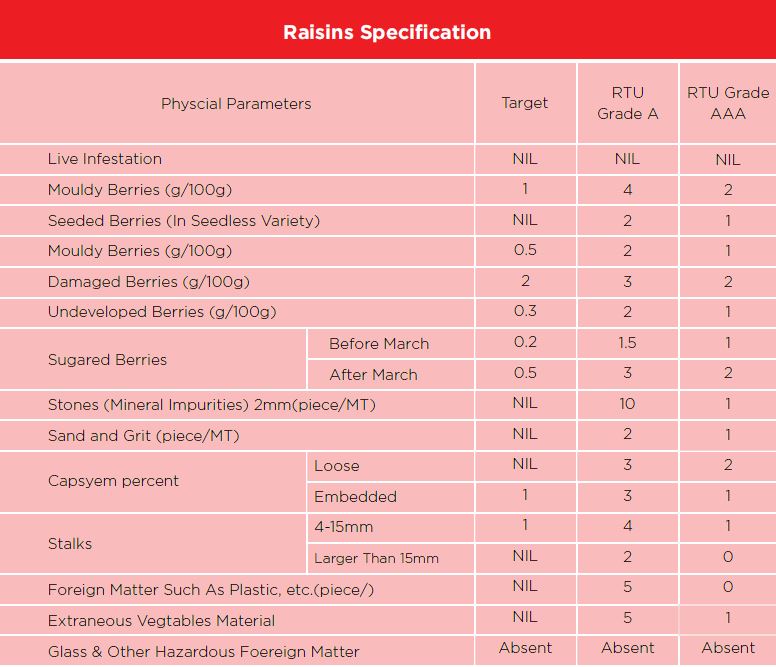 Raisins Specification
Physcial Parameters Target RTU Grade A RTU Grade AAA
Live Infestation NIL NIL NIL
Mouldy Berries (g/100g) 1 4 2
Seeded Berries (In Seedless Variety) NIL 2 1
Mouldy Berries (g/100g) 0.5 2 1
Damaged Berries (g/100g) 2 3 2
Undeveloped Berries (g/100g) 0.3 2 1
Sugared Berries Before March 0.2 1.5 1
After March 0.5 3 2
Stones (Mineral Impurities) 2mm(piece/MT) NIL 10 1
Sand and Grit (piece/MT) NIL 2 1
Capsyem percent Loose NIL 3 2
Embedded 1 3 1
Stalks 4-15mm 1 4 1
Larger Than 15mm NIL 2 0
Foreign Matter Such As Plastic, etc.(piece/) NIL 5 0
Extraneous Vegtables Material NIL 5 1
Glass & Other Hazardous Foereign Matter Absent Absent Absent